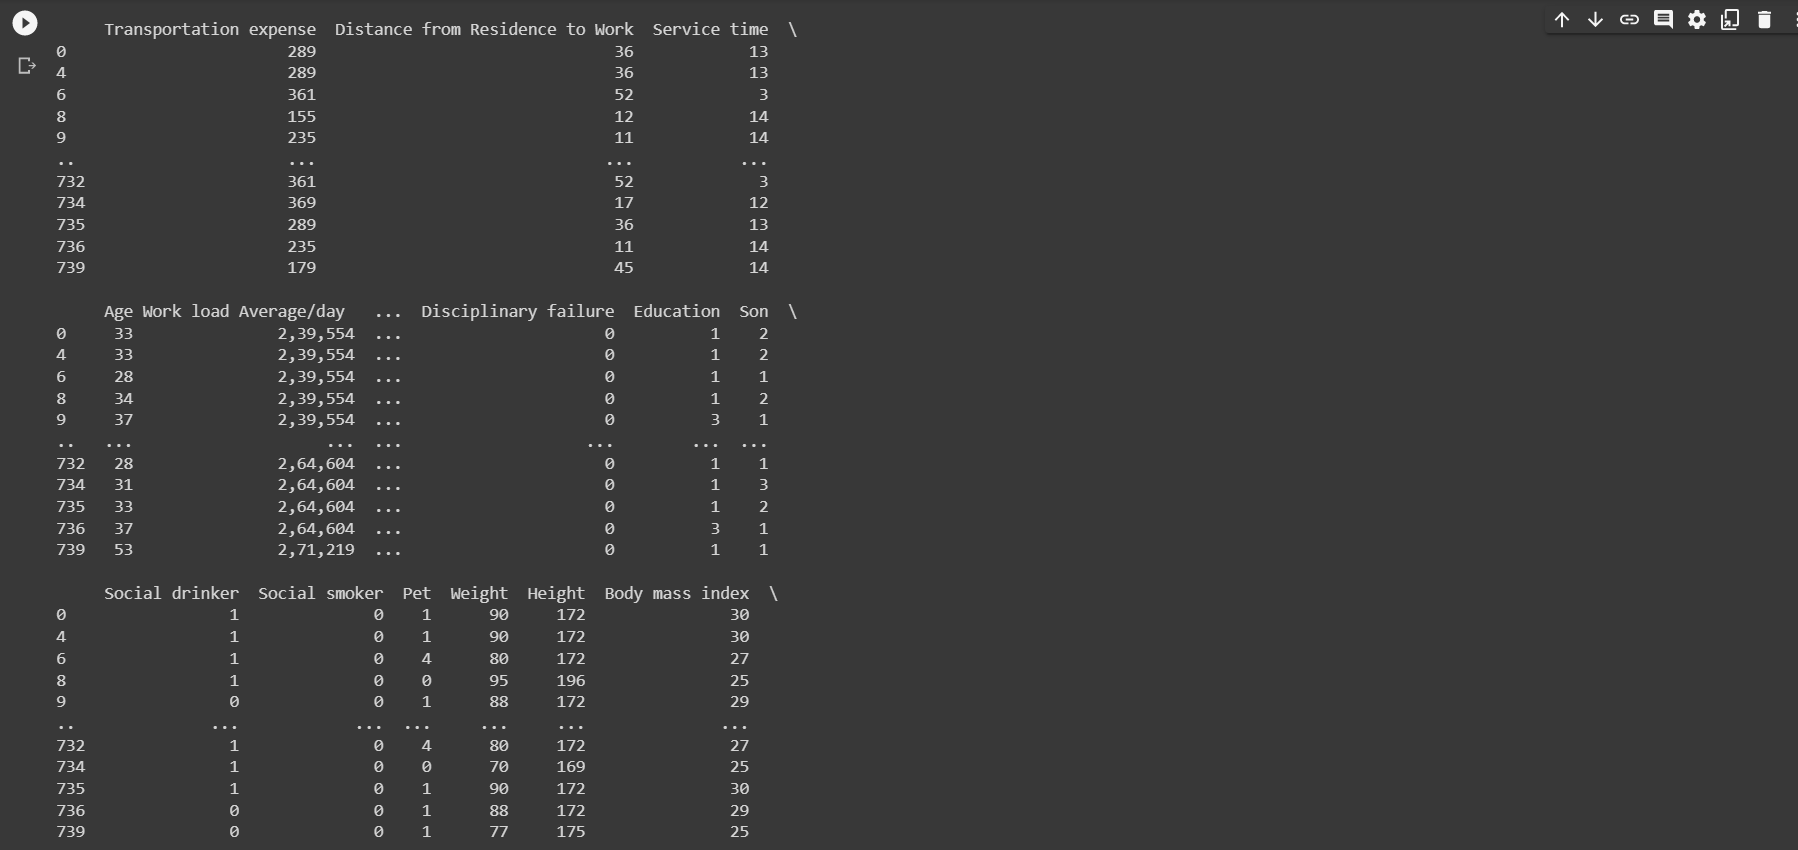 Transportation expense  Distance from Residence to Work  Service time  \
0 289 36 13
4 289 36 13
6 361 52 3
8 155 12 14
9 235 11 14
.. ... ... ...
732 361 52 3
734 369 17 12
735 289 36 13
736 235 11 14
739 179 45 14
Age Work load Average/day  ...  Disciplinary failure  Education  Son  \
0 33 2,39,554 ... 0 1 2
4 33 2,39,554 ... 0 1 2
6 28 2,39,554 ... 0 1 1
8 34 2,39,554 ... 0 1 2
9 37 2,39,554 ... 0 3 1
.. ... ... ... ... ... ...
732 28 2,64,604 ... 0 1 1
734 31 2,64,604 ... 0 1 3
735 33 2,64,604 ... 0 1 2
736 37 2,64,604 ... 0 3 1
739 53 2,71,219 ... 0 1 1
Social drinker  Social smoker  Pet  Weight  Height  Body mass index  \
0 1 0 1 90 172 30
4 1 0 1 90 172 30
6 1 0 4 80 172 27
8 1 0 0 95 196 25
9 0 0 1 88 172 29
.. ... ... ... ... ... ...
732 1 0 4 80 172 27
734 1 0 0 70 169 25
735 1 0 1 90 172 30
736 0 0 1 88 172 29
739 0 0 1 77 175 25